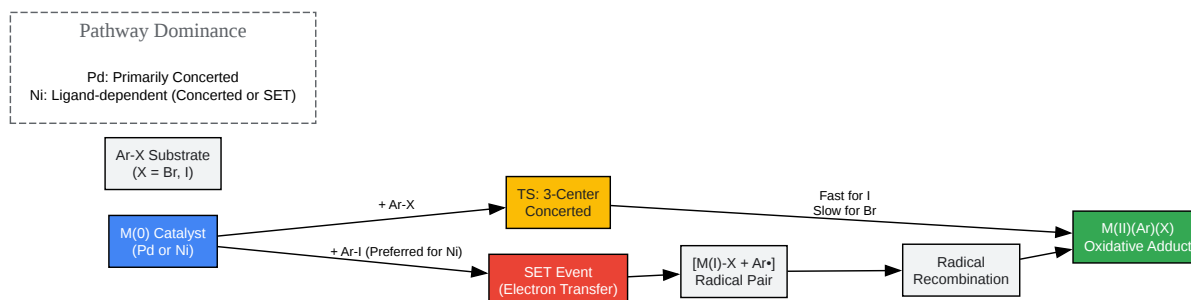 Pathway Dominance
Pd: Primarily Concerted
Ni: Ligand-dependent (Concerted or SET)
Ar-X Substrate
(X = Br, I)
M(0) Catalyst
(Pd or Ni)
+ Ar-X
+ Ar-I (Preferred for Ni)
TS: 3-Center
Concerted
SET Event
(Electron Transfer)
[M(I)-X + Ar•]
Radical Pair
Fast for I
Slow for Br
Radical
Recombination
M(II)(Ar)(X)
Oxidative Adduct